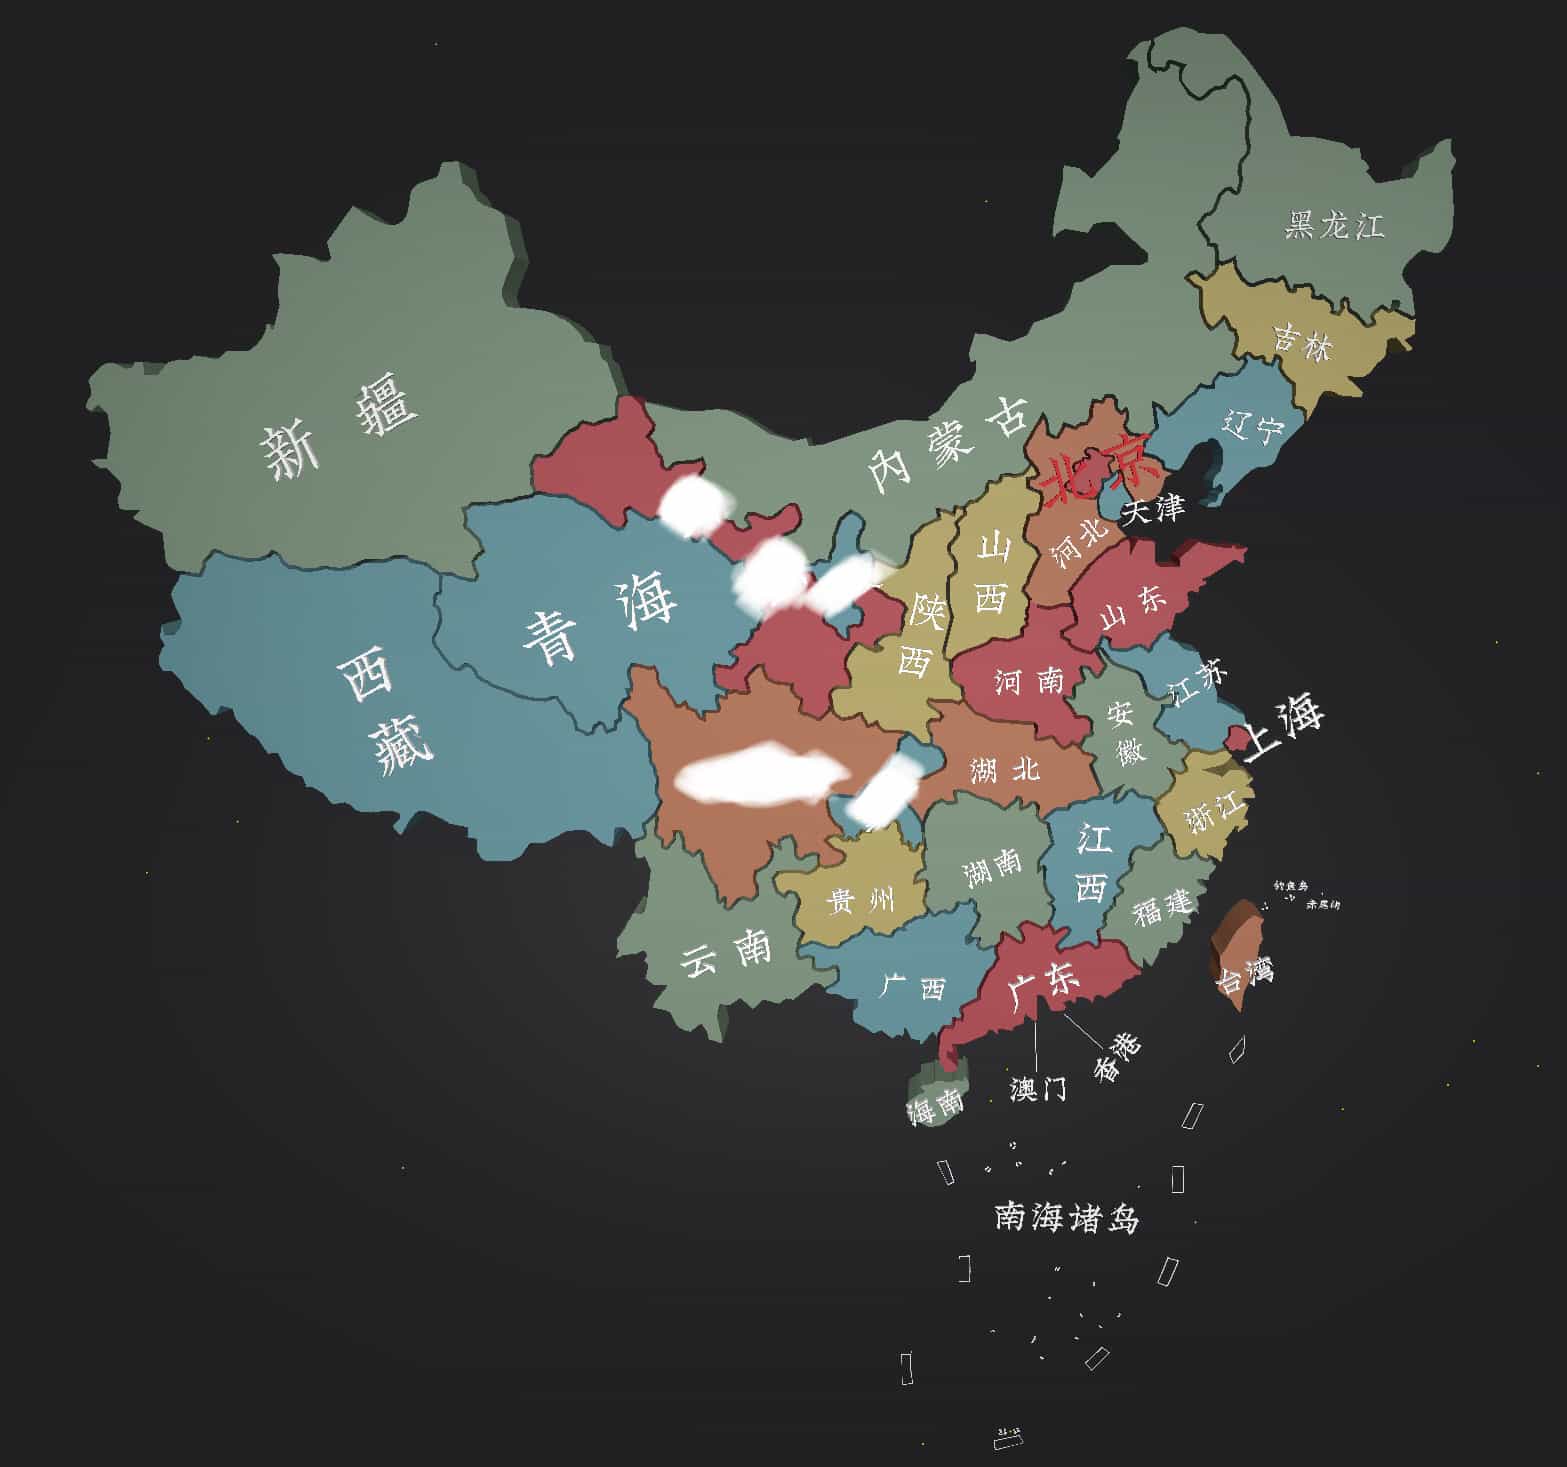 黑龙江
吉林
辽宁
新疆
内蒙古
北京
天津
河北
山西
山东
陕西
青海
河南
西藏
江苏
安徽
上海
湖北
浙江
江西
湖南
贵州
福建
钓鱼岛
赤尾屿
云南
广西
广东
台湾
香港
澳门
海南
南海诸岛